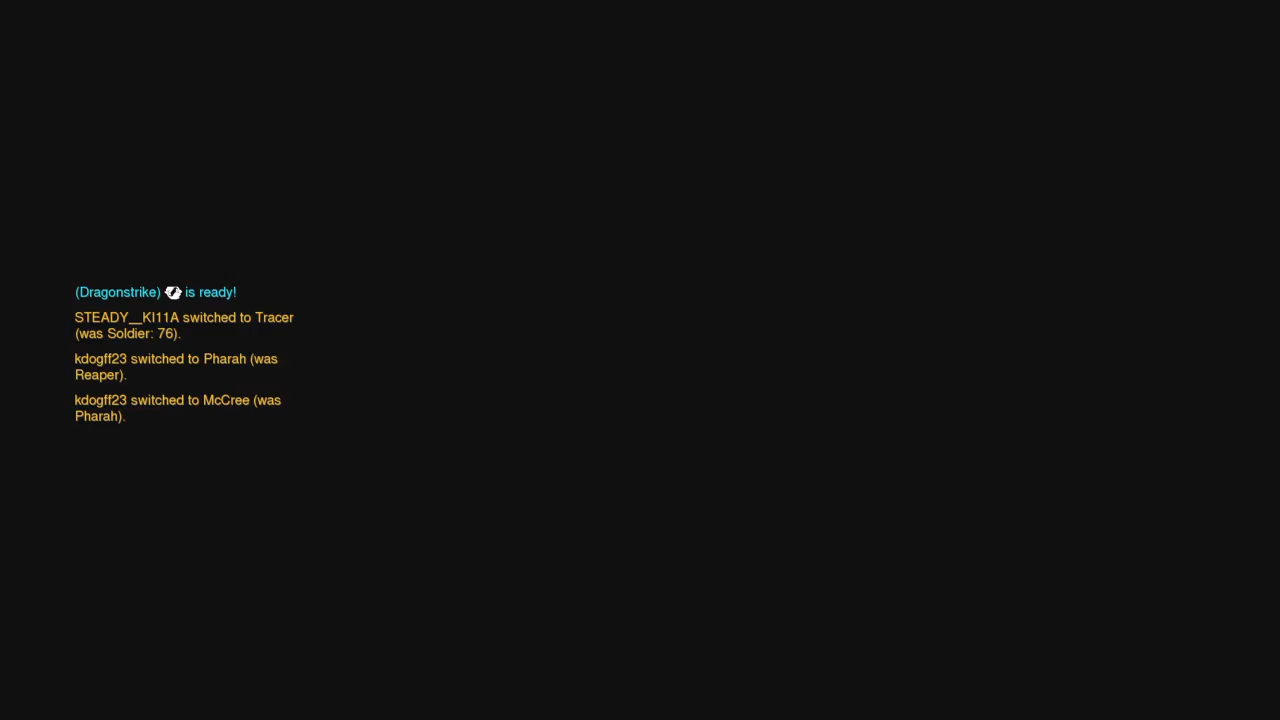 (Dragonstrike) is ready!
STEADY__KI11A switched to Tracer
(was Soldier: 76).
kdogff23 switched to Pharah (was
Reaper).
kdogff23 switched to McCree (was
Pharah).